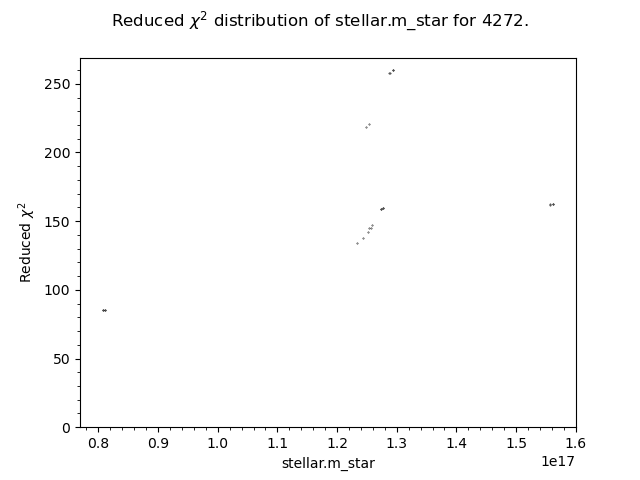 Reduced χ² distribution of stellar.m_star for 4272.
250
200
150
100
50
0
Reduced χ²
0.8 0.9 1.0 1.1 1.2 1.3 1.4 1.5 1.6
1e17
stellar.m_star